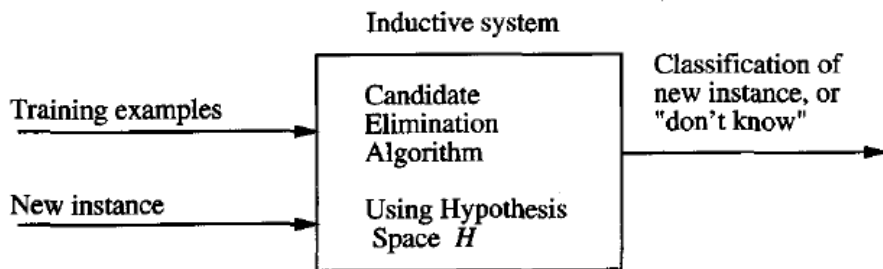 Inductive system
Training examples
New instance
Candidate
Elimination
Algorithm
Using Hypothesis
Space H
Classification of
new instance, or
"don't know"